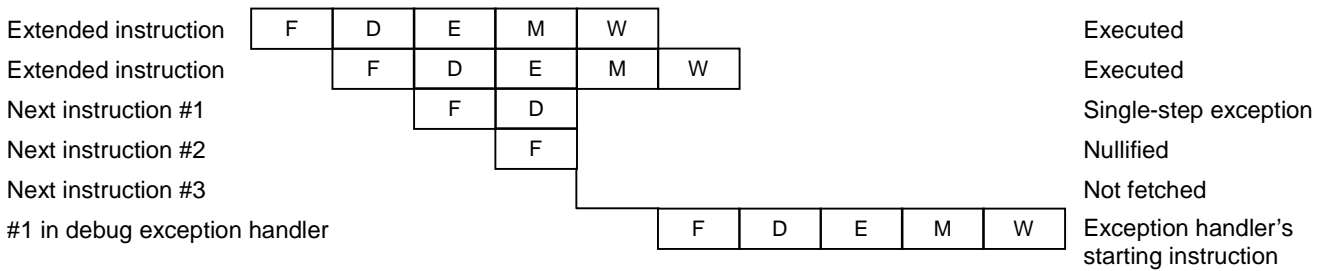 Extended instruction F D E M W Executed
Extended instruction F D E M W Executed
Next instruction #1 F D Single-step exception
Next instruction #2 F Nullified
Next instruction #3 Not fetched
#1 in debug exception handler F D E M W Exception handler's
starting instruction